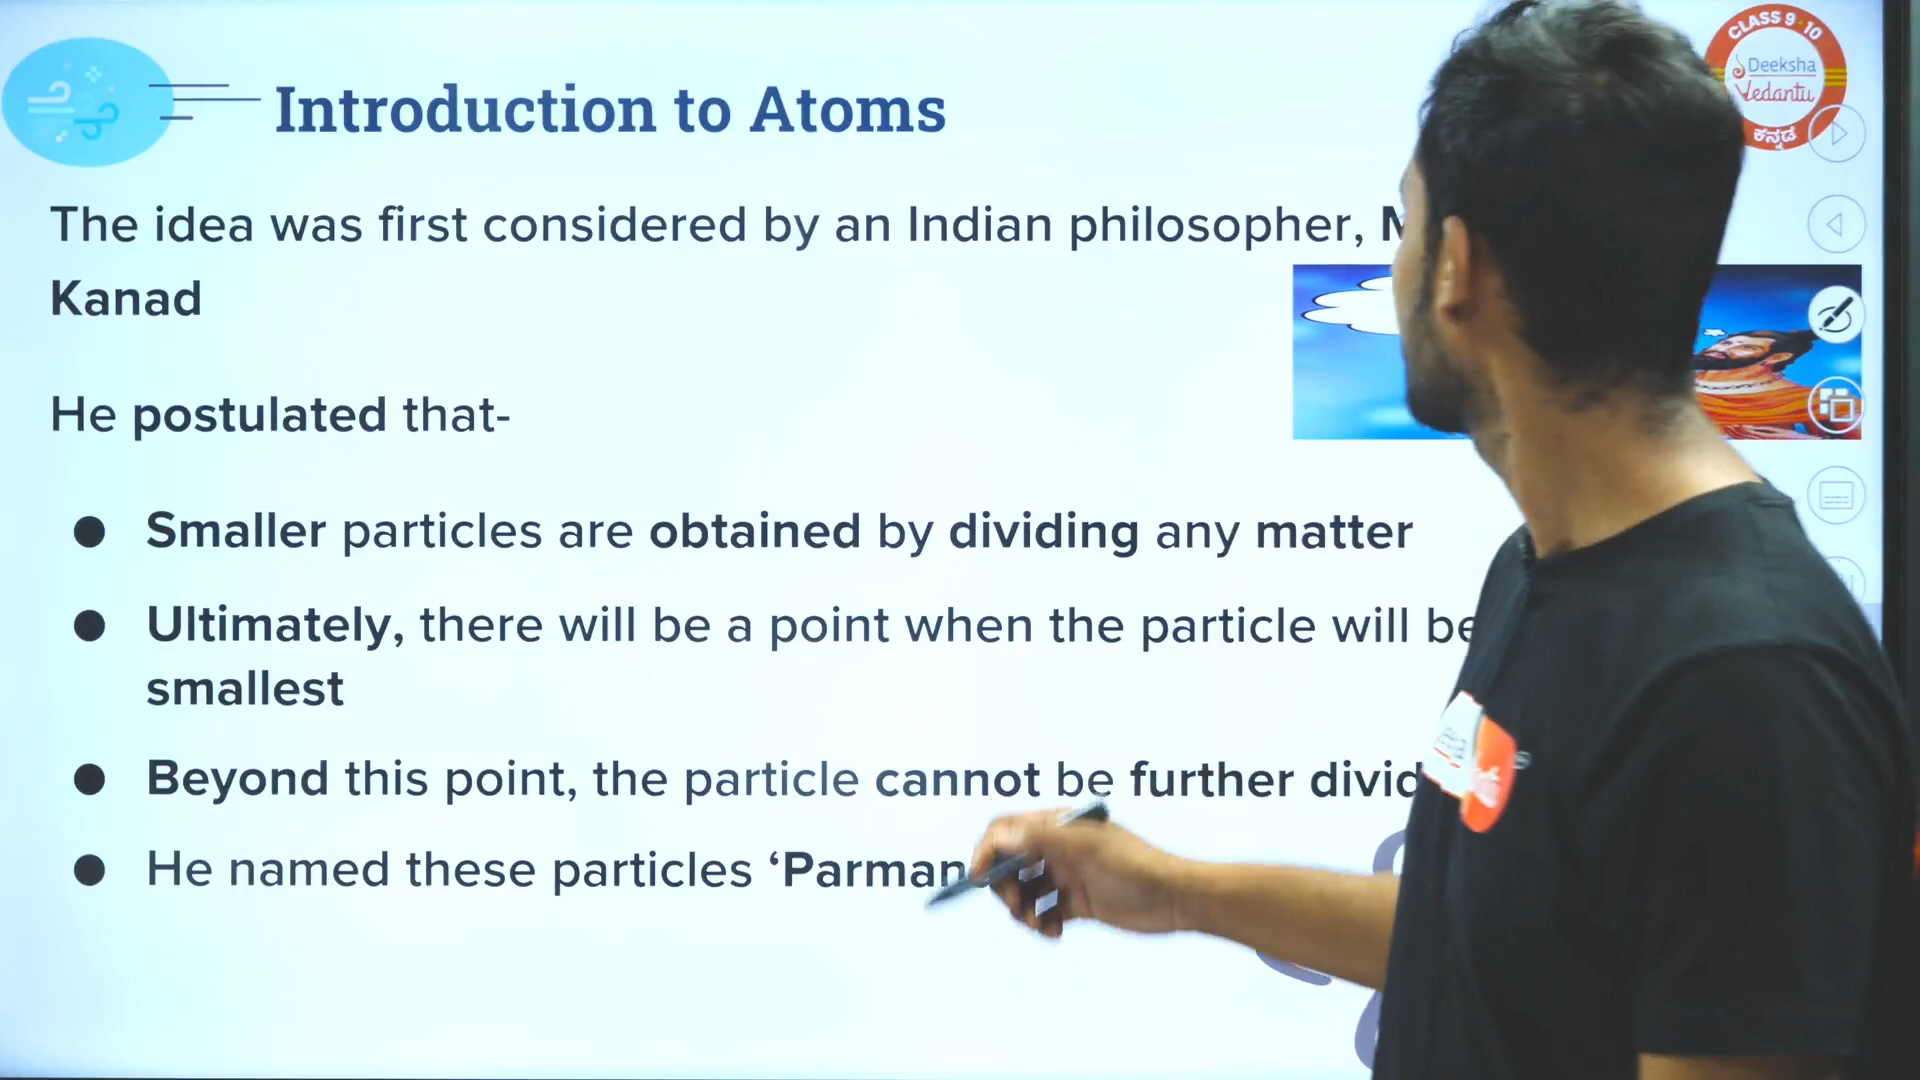 CLASS 9-10
Deeksha
Vedantu
ಕನ್ನಡ
Introduction to Atoms
The idea was first considered by an Indian philosopher,
Kanad
He postulated that-
● Smaller particles are obtained by dividing any matter
● Ultimately, there will be a point when the particle will be
smallest
● Beyond this point, the particle cannot be further
● He named these particles